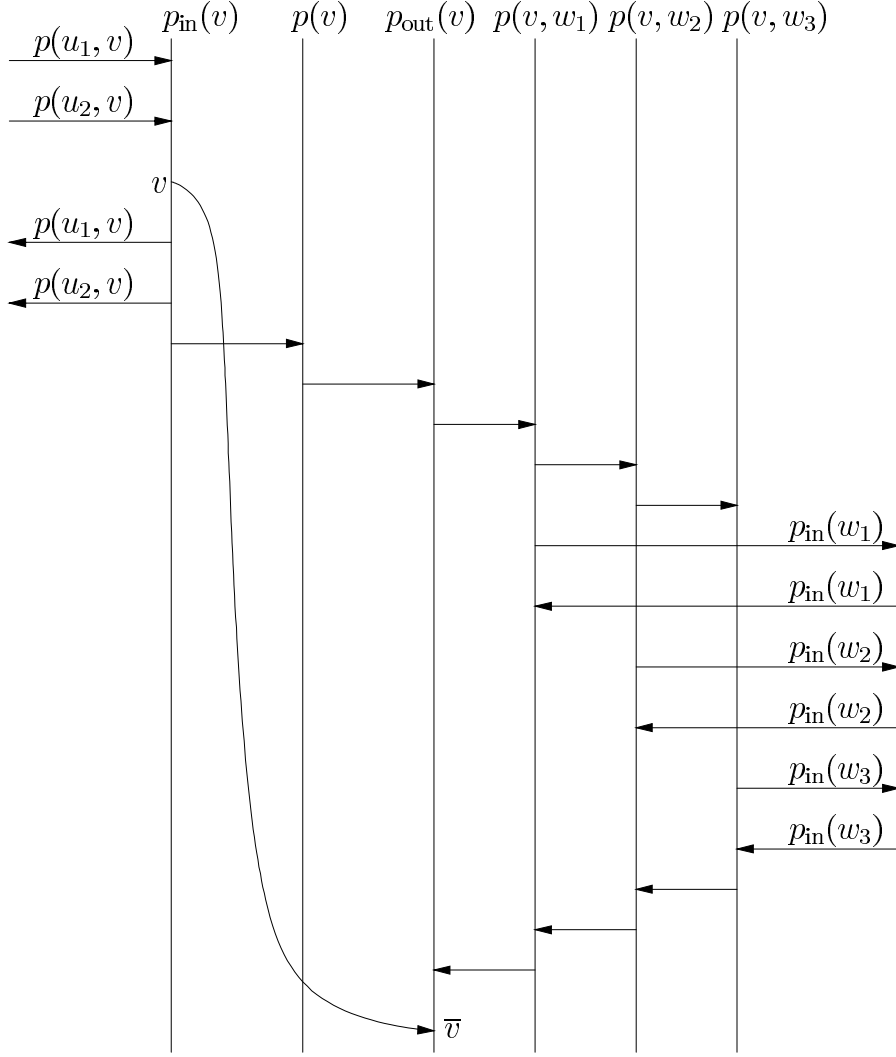 p_in(v) p(v) p_out(v) p(v, w_1) p(v, w_2) p(v, w_3)
p(u_1, v)
p(u_2, v)
v
p(u_1, v)
p(u_2, v)
p_in(w_1)
p_in(w_1)
p_in(w_2)
p_in(w_2)
p_in(w_3)
p_in(w_3)
v̅